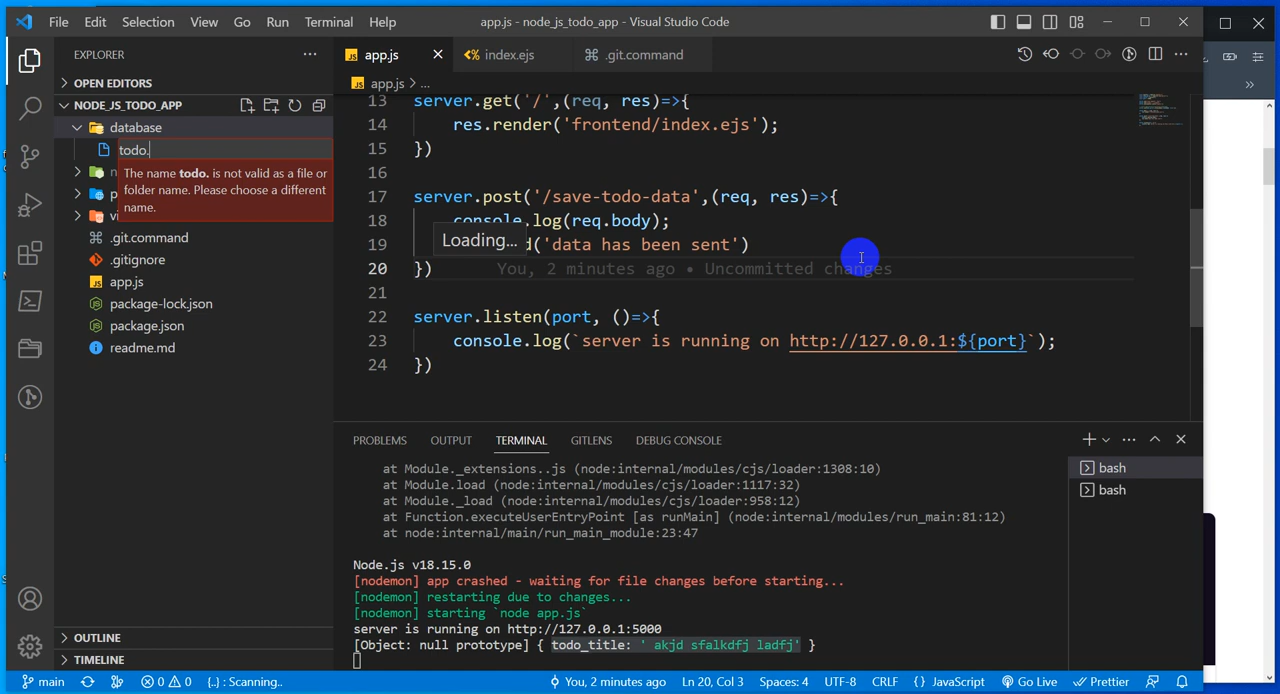 File Edit Selection View Go Run Terminal Help
app.js - node_js_todo_app - Visual Studio Code
EXPLORER
OPEN EDITORS
NODE_JS_TODO_APP
database
todo.
The name todo. is not valid as a file or
folder name. Please choose a different
name.
.git.command
.gitignore
app.js
package-lock.json
package.json
readme.md
OUTLINE
TIMELINE
JS app.js
index.ejs
.git.command
JS app.js > ...
13 server.get('/',(req, res)=>{
14 res.render('frontend/index.ejs');
15 })
16
17 server.post('/save-todo-data',(req, res)=>{
18 console.log(req.body);
Loading...
19 d('data has been sent')
20 }) You, 2 minutes ago • Uncommitted changes
21
22 server.listen(port, ()=>{
23 console.log(`server is running on http://127.0.0.1:${port}`);
24 })
PROBLEMS OUTPUT TERMINAL GITLENS DEBUG CONSOLE
at Module._extensions..js (node:internal/modules/cjs/loader:1308:10)
at Module.load (node:internal/modules/cjs/loader:1117:32)
at Module._load (node:internal/modules/cjs/loader:958:12)
at Function.executeUserEntryPoint [as runMain] (node:internal/modules/run_main:81:12)
at node:internal/main/run_main_module:23:47
Node.js v18.15.0
[nodemon] app crashed - waiting for file changes before starting...
[nodemon] restarting due to changes...
[nodemon] starting `node app.js`
server is running on http://127.0.0.1:5000
[Object: null prototype] { todo_title: ' akjd sfalkdfj ladfj' }
bash
bash
main
0 0
{..} : Scanning..
You, 2 minutes ago
Ln 20, Col 3
Spaces: 4
UTF-8
CRLF
{} JavaScript
Go Live
Prettier